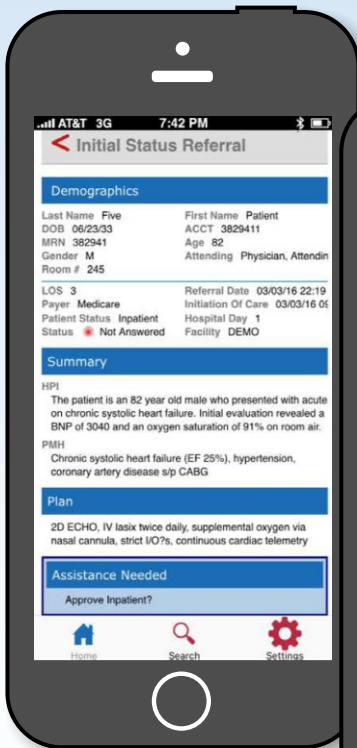 AT&T 3G 7:42 PM
< Initial Status Referral
Demographics
Last Name Five First Name Patient
DOB 06/23/33 ACCT 3829411
MRN 382941 Age 82
Gender M Attending Physician, Attendin
Room # 245
LOS 3 Referral Date 03/03/16 22:19
Payer Medicare Initiation Of Care 03/03/16 09
Patient Status Inpatient Hospital Day 1
Status Not Answered Facility DEMO
Summary
HPI
The patient is an 82 year old male who presented with acute
on chronic systolic heart failure. Initial evaluation revealed a
BNP of 3040 and an oxygen saturation of 91% on room air.
PMH
Chronic systolic heart failure (EF 25%), hypertension,
coronary artery disease s/p CABG
Plan
2D ECHO, IV lasix twice daily, supplemental oxygen via
nasal cannula, strict I/O?s, continuous cardiac telemetry
Assistance Needed
Approve Inpatient?
Home Search Settings